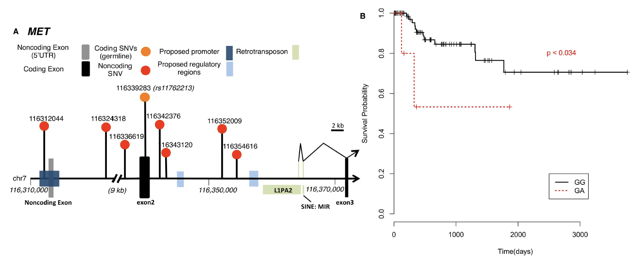 A MET
Noncoding Exon (5'UTR)
Coding SNVs (germline)
Proposed promoter
Retrotransposon
Coding Exon
Noncoding SNV
Proposed regulatory regions
116339283 (rs11762213)
2 kb
116312044
116324318
116336619
116342376
116343120
116352009
116354616
chr7
116,310,000
(9 kb)
116,350,000
116,370,000
Noncoding Exon
exon2
L1PA2
SINE: MIR
exon3
B
Survival Probability
1.0
0.8
0.6
0.4
0.2
0.0
p < 0.034
GG
GA
0 1000 2000 3000
Time(days)